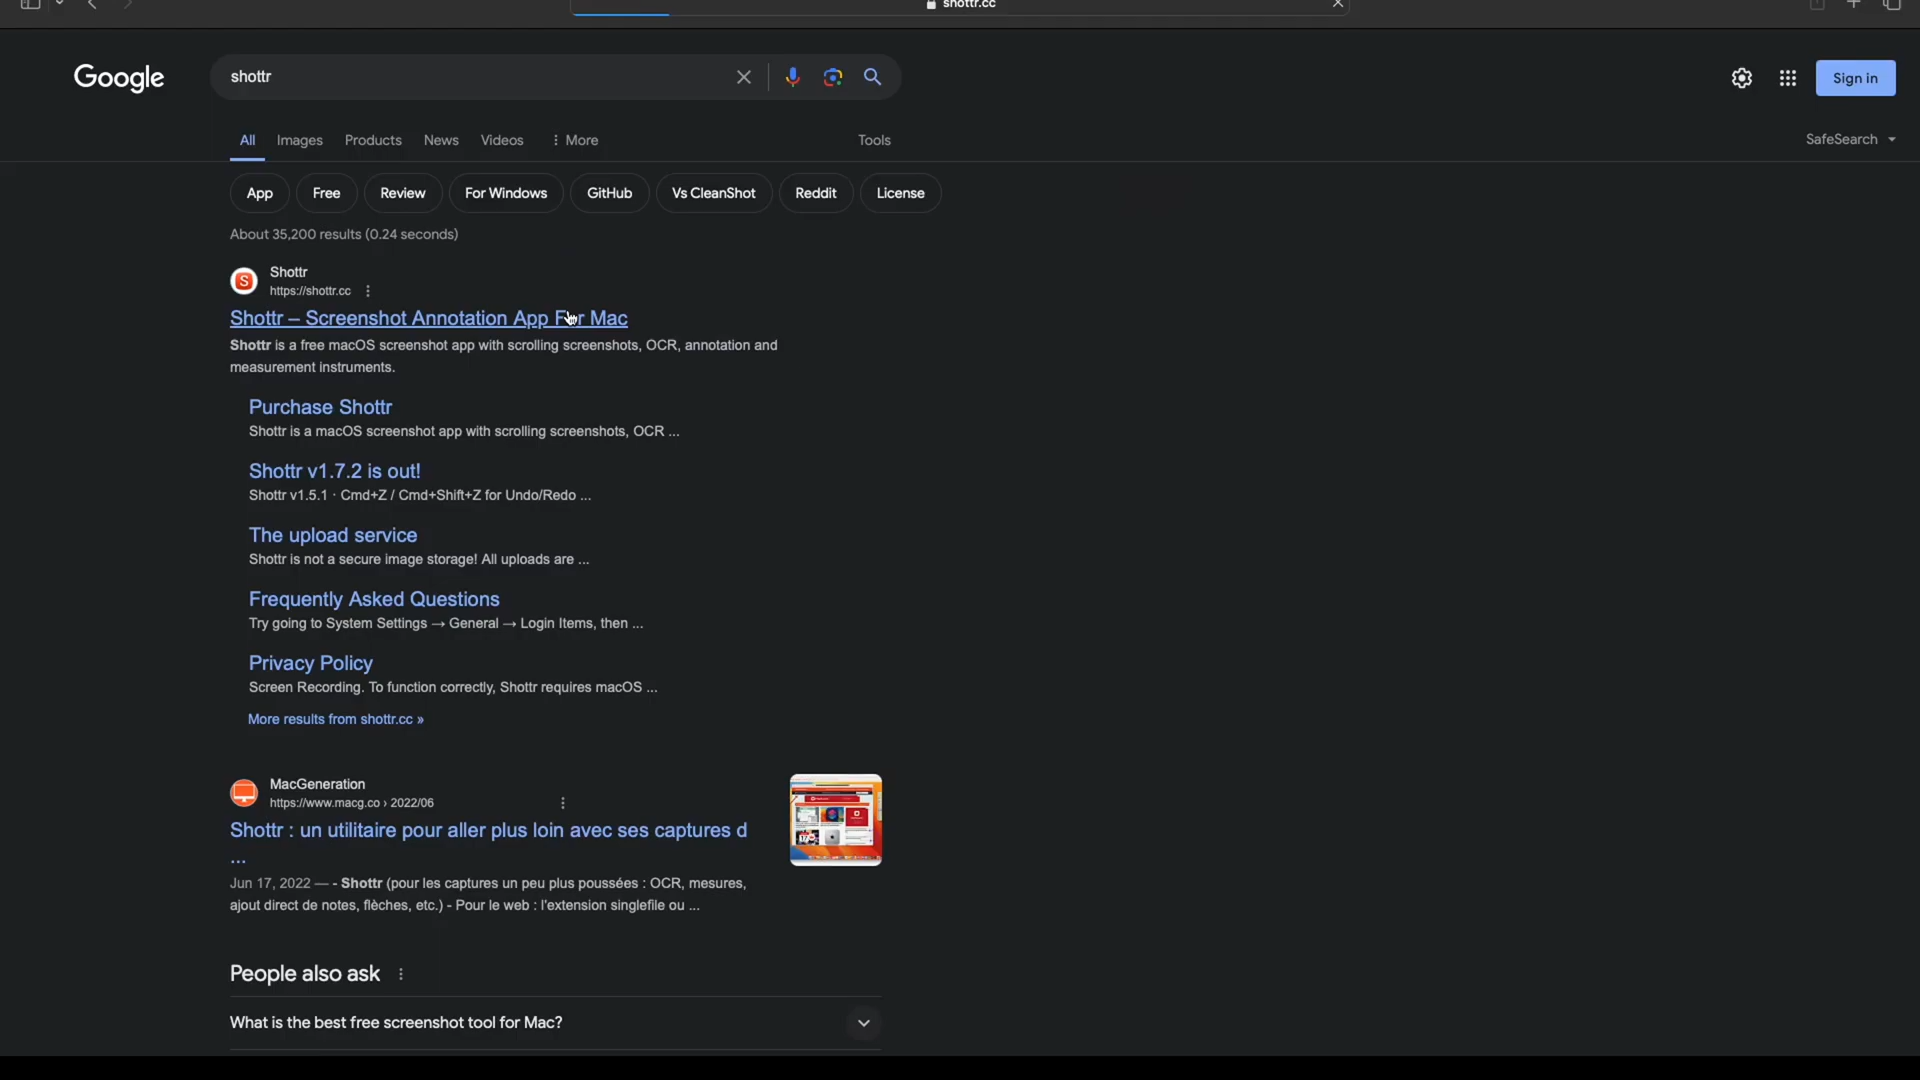 shottr.cc
Google
shottr
Sign in
All Images Products News Videos More Tools
SafeSearch
App Free Review For Windows GitHub Vs CleanShot Reddit License
About 35,200 results (0.24 seconds)
Shottr
https://shottr.cc
Shottr – Screenshot Annotation App For Mac
Shottr is a free macOS screenshot app with scrolling screenshots, OCR, annotation and
measurement instruments.
Purchase Shottr
Shottr is a macOS screenshot app with scrolling screenshots, OCR ...
Shottr v1.7.2 is out!
Shottr v1.5.1 · Cmd+Z / Cmd+Shift+Z for Undo/Redo ...
The upload service
Shottr is not a secure image storage! All uploads are ...
Frequently Asked Questions
Try going to System Settings → General → Login Items, then ...
Privacy Policy
Screen Recording. To function correctly, Shottr requires macOS ...
More results from shottr.cc »
MacGeneration
https://www.macg.co › 2022/06
Shottr : un utilitaire pour aller plus loin avec ses captures d
...
Jun 17, 2022 — - Shottr (pour les captures un peu plus poussées : OCR, mesures,
ajout direct de notes, flèches, etc.) - Pour le web : l'extension singlefile ou ...
People also ask
What is the best free screenshot tool for Mac?